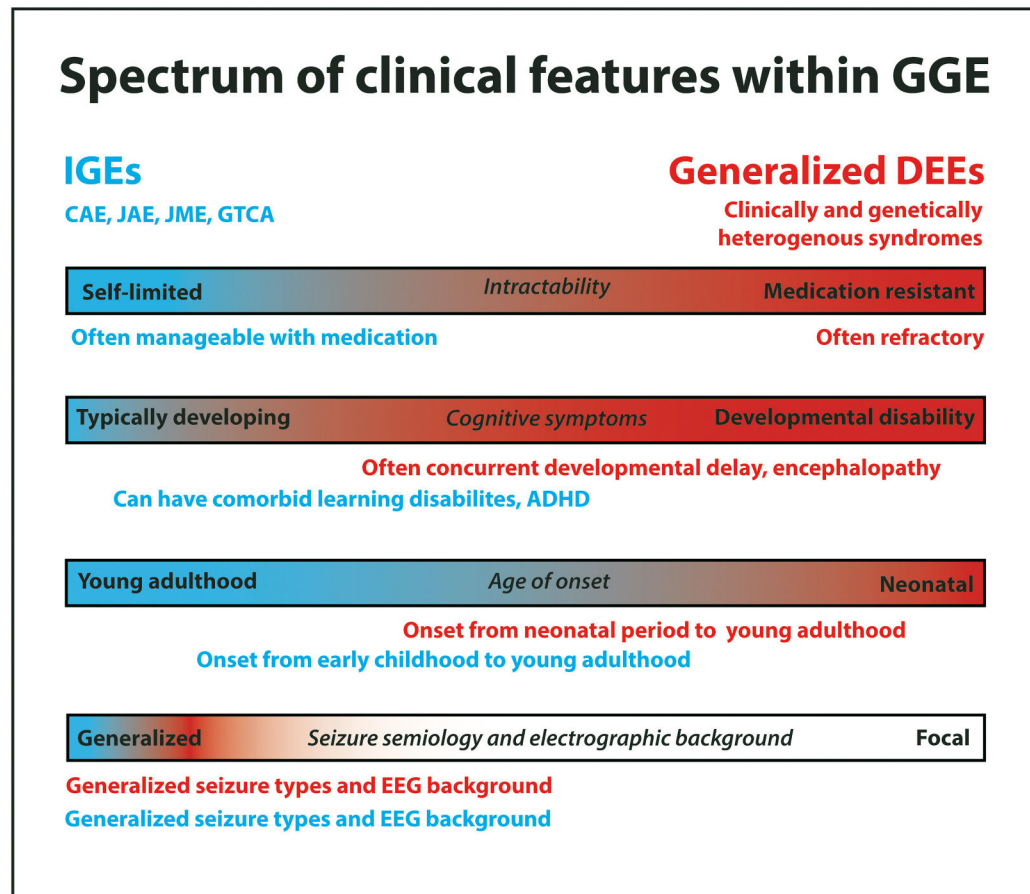 Spectrum of clinical features within GGE
IGEs
Generalized DEEs
CAE, JAE, JME, GTCA
Clinically and genetically
heterogenous syndromes
Self-limited
Intractability
Medication resistant
Often manageable with medication
Often refractory
Typically developing
Cognitive symptoms
Developmental disability
Often concurrent developmental delay, encephalopathy
Can have comorbid learning disabilites, ADHD
Young adulthood
Age of onset
Neonatal
Onset from neonatal period to young adulthood
Onset from early childhood to young adulthood
Generalized
Seizure semiology and electrographic background
Focal
Generalized seizure types and EEG background
Generalized seizure types and EEG background